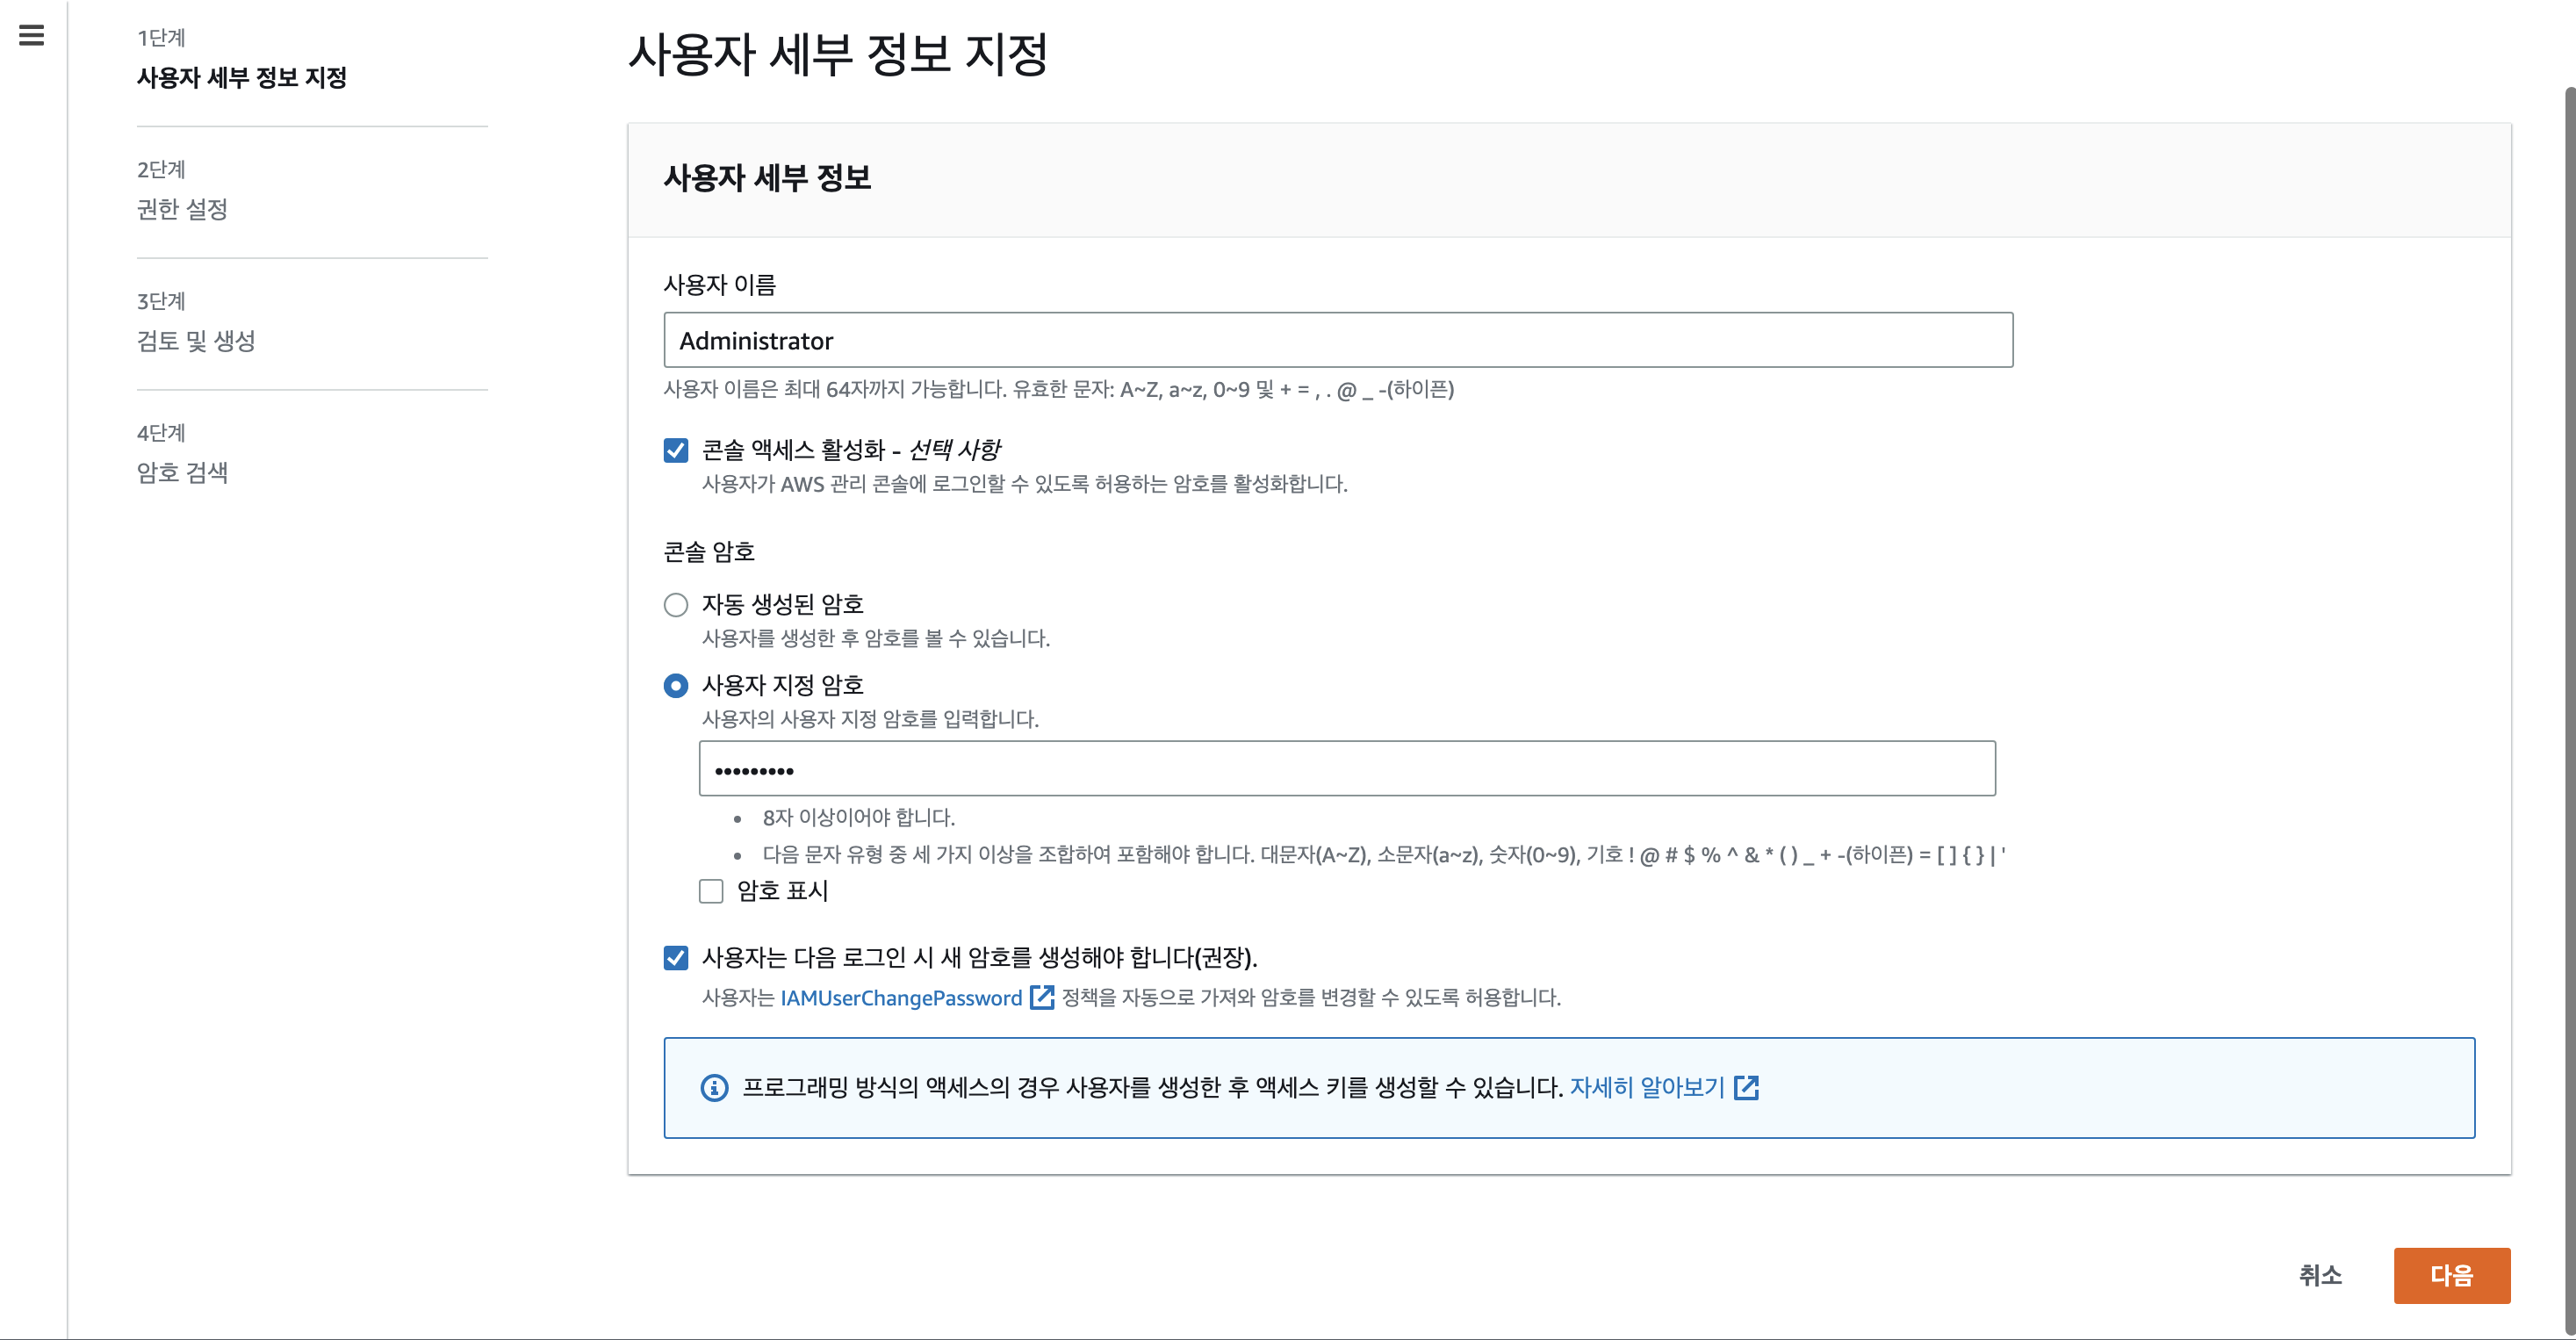 1단계
사용자 세부 정보 지정
2단계
권한 설정
3단계
검토 및 생성
4단계
암호 검색
사용자 세부 정보 지정
사용자 세부 정보
사용자 이름
Administrator
사용자 이름은 최대 64자까지 가능합니다. 유효한 문자: A~Z, a~z, 0~9 및 + = , . @ _ -(하이픈)
콘솔 액세스 활성화 - 선택 사항
사용자가 AWS 관리 콘솔에 로그인할 수 있도록 허용하는 암호를 활성화합니다.
콘솔 암호
자동 생성된 암호
사용자를 생성한 후 암호를 볼 수 있습니다.
사용자 지정 암호
사용자의 사용자 지정 암호를 입력합니다.
•••••••••
• 8자 이상이어야 합니다.
• 다음 문자 유형 중 세 가지 이상을 조합하여 포함해야 합니다. 대문자(A~Z), 소문자(a~z), 숫자(0~9), 기호 ! @ # $ % ^ & * ( ) _ + -(하이픈) = [ ] { } | '
암호 표시
사용자는 다음 로그인 시 새 암호를 생성해야 합니다(권장).
사용자는 IAMUserChangePassword 정책을 자동으로 가져와 암호를 변경할 수 있도록 허용합니다.
프로그래밍 방식의 액세스의 경우 사용자를 생성한 후 액세스 키를 생성할 수 있습니다. 자세히 알아보기
취소
다음